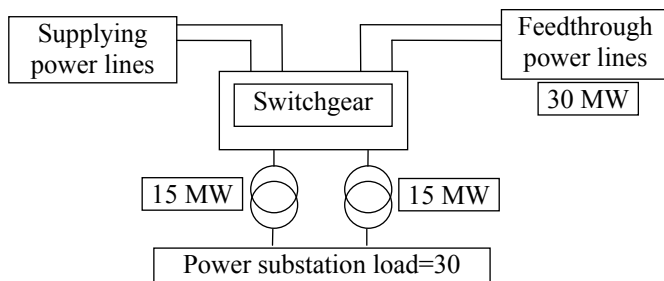 Supplying
power lines
Feedthrough
power lines
30 MW
Switchgear
15 MW
15 MW
Power substation load=30